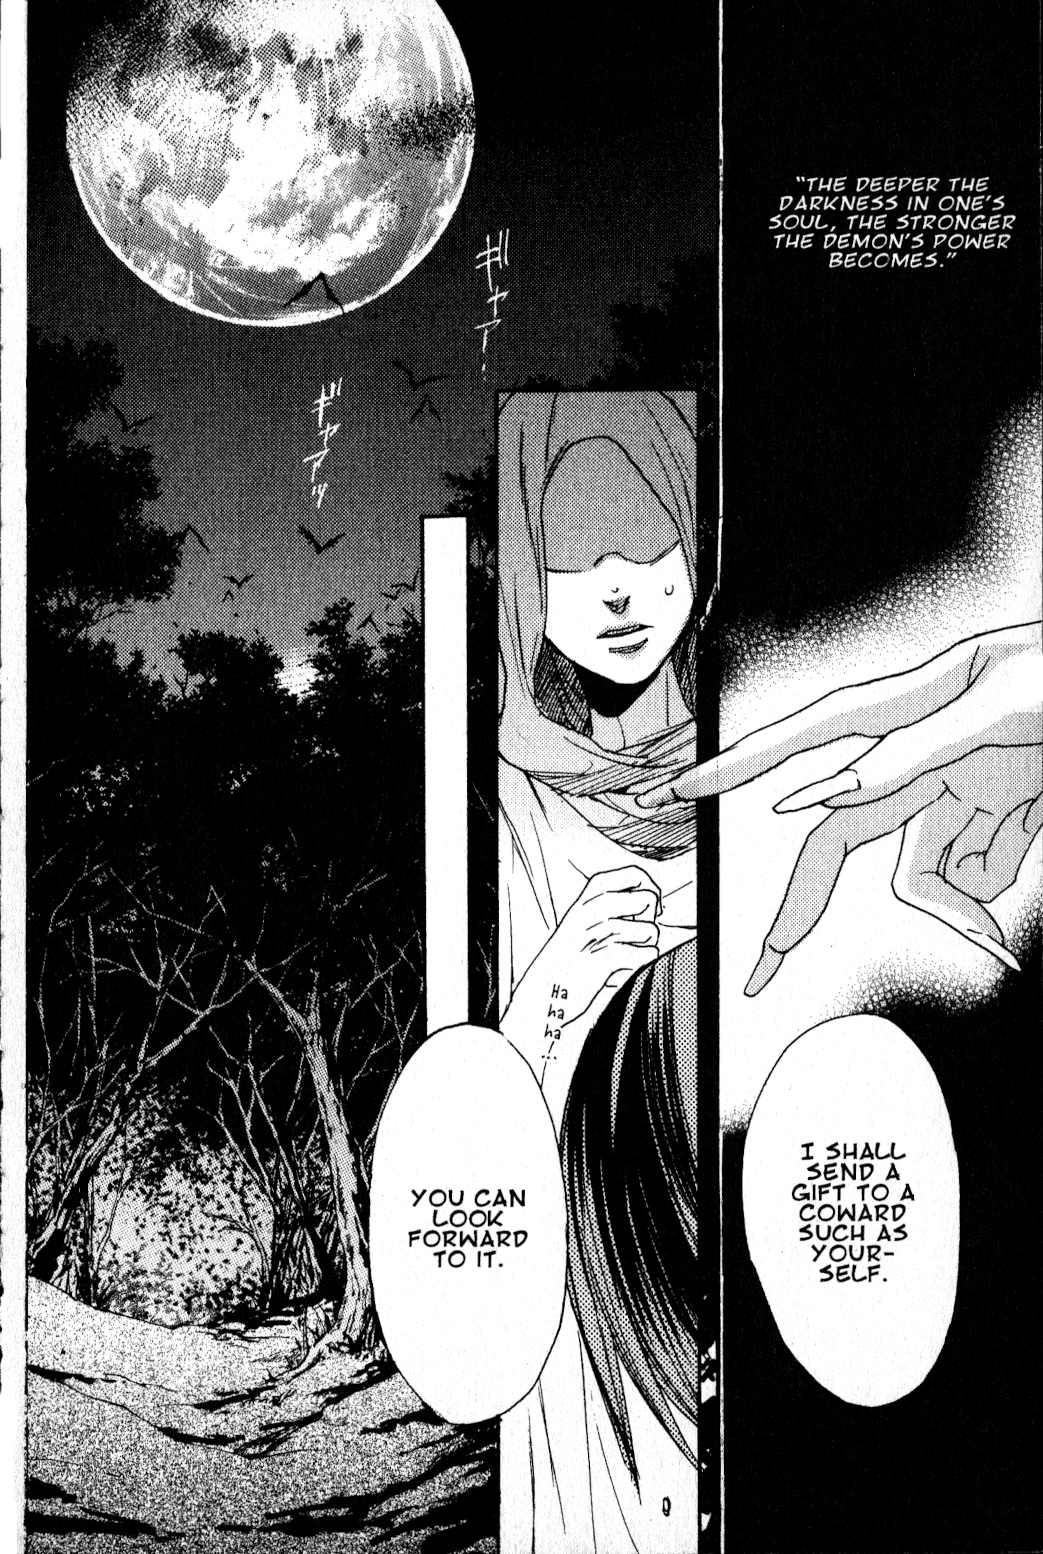 "THE DEEPER THE
DARKNESS IN ONE'S
SOUL, THE STRONGER
THE DEMON'S POWER
BECOMES."
I SHALL
SEND A
GIFT TO A
COWARD
SUCH AS
YOUR-
SELF.
Ha
ha
ha
!..
YOU CAN
LOOK
FORWARD
TO IT.
ギャア!
ギャアッ